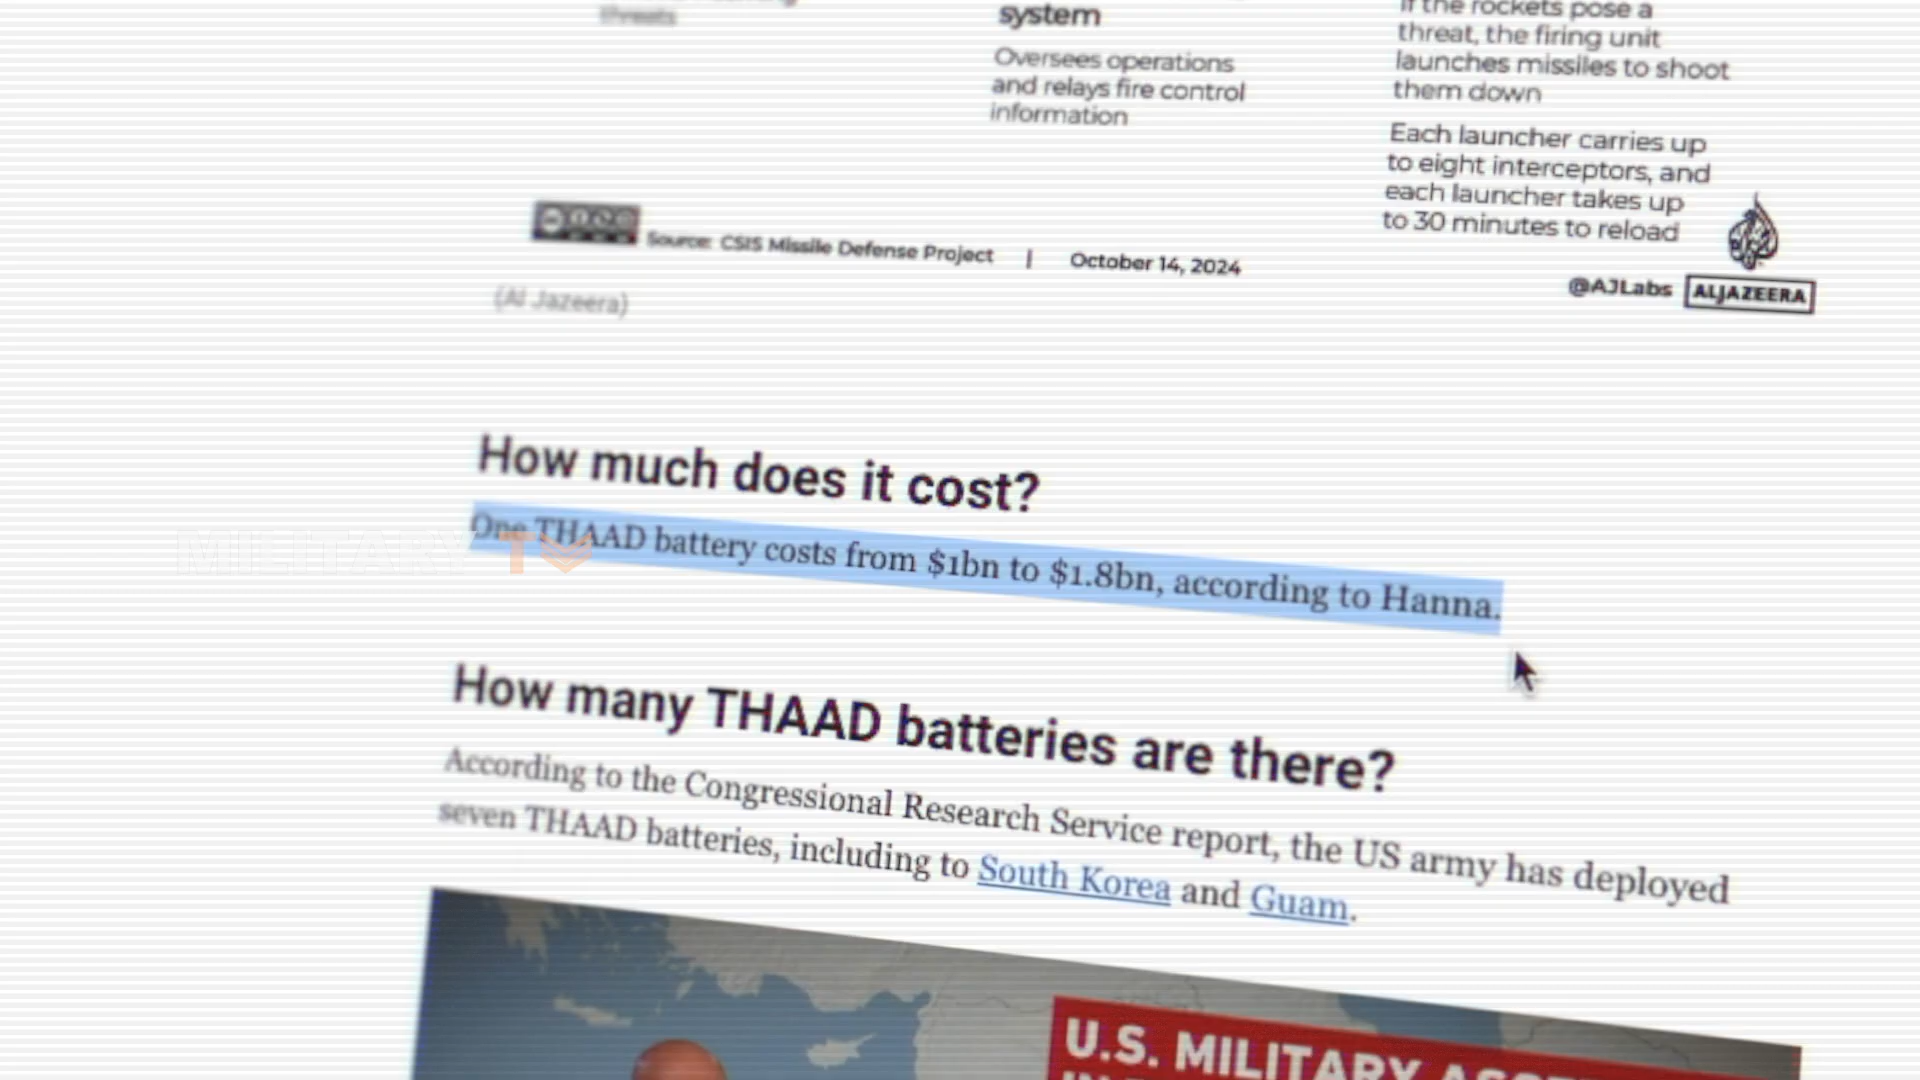 threats
system
Oversees operations
and relays fire control
information
If the rockets pose a
threat, the firing unit
launches missiles to shoot
them down
Each launcher carries up
to eight interceptors, and
each launcher takes up
to 30 minutes to reload
Source: CSIS Missile Defense Project | October 14, 2024
@AJLabs ALJAZEERA
(Al Jazeera)
How much does it cost?
One THAAD battery costs from $1bn to $1.8bn, according to Hanna.
MILITARY TV
How many THAAD batteries are there?
According to the Congressional Research Service report, the US army has deployed
seven THAAD batteries, including to South Korea and Guam.
U.S. MILITARY